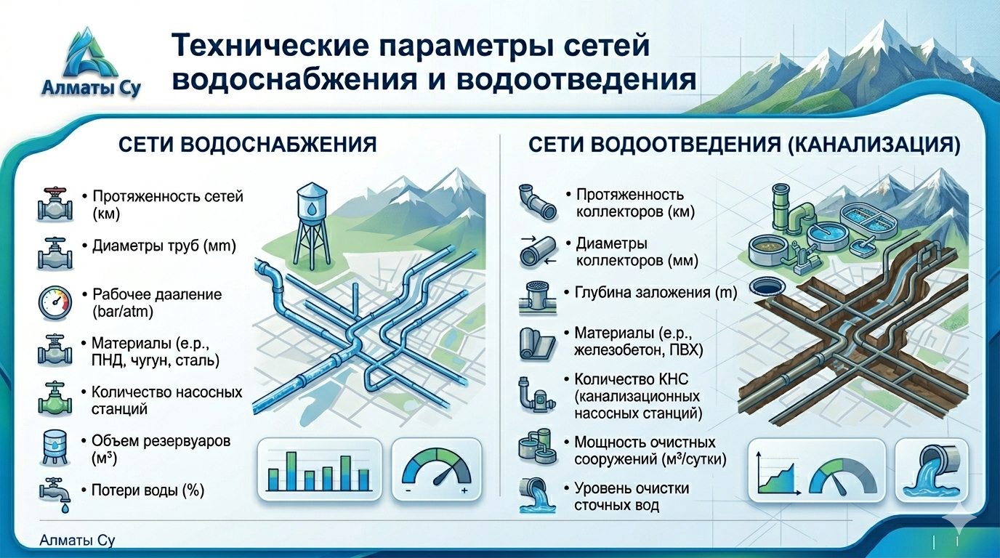 Алматы Су
Технические параметры сетей
водоснабжения и водоотведения
СЕТИ ВОДОСНАБЖЕНИЯ
• Протяженность сетей
(км)
• Диаметры труб (мm)
• Рабочее дааление
(bar/atm)
• Материалы (e.p.,
ПНД, чугун, сталь)
• Количество насосных
станций
• Объем резервуаров
(м³)
• Потери воды (%)
- +
СЕТИ ВОДООТВЕДЕНИЯ (КАНАЛИЗАЦИЯ)
• Протяженность
коллекторов (км)
• Диаметры
коллекторов (мм)
• Глубина заложения (m)
• Материалы (e.p.,
железобетон, ПВХ)
• Количество КНС
(канализационных
насосных станций)
• Мощность очистных
сооружений (м³/сутки)
• Уровень очистки
сточных вод
Алматы Су